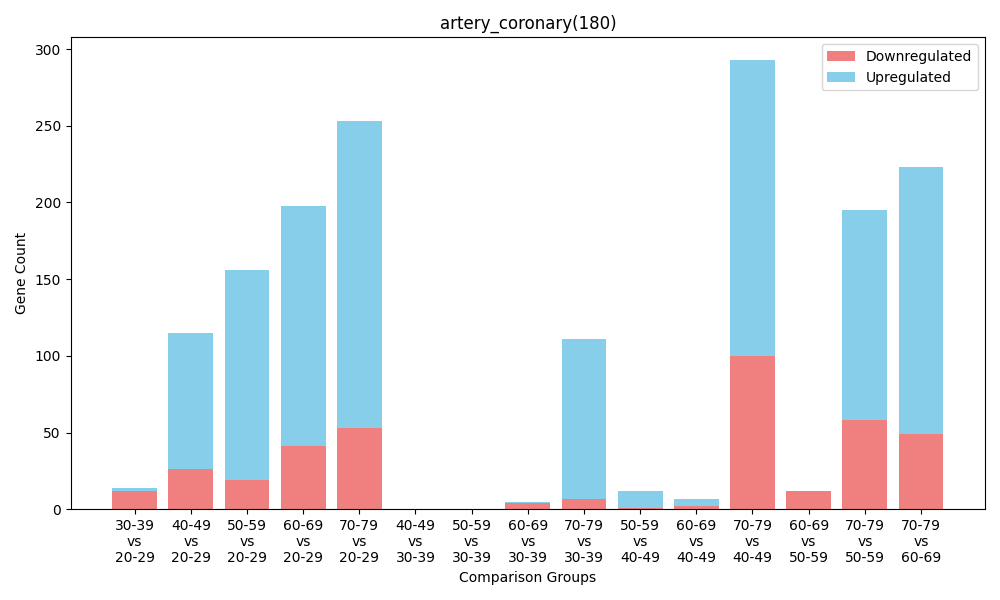 artery_coronary(180)
Downregulated
Upregulated
Gene Count
300
250
200
150
100
50
0
30-39 40-49 50-59 60-69 70-79 40-49 50-59 60-69 70-79 50-59 60-69 70-79 60-69 70-79 70-79
vs vs vs vs vs vs vs vs vs vs vs vs vs vs vs
20-29 20-29 20-29 20-29 20-29 30-39 30-39 30-39 30-39 40-49 40-49 40-49 50-59 50-59 60-69
Comparison Groups